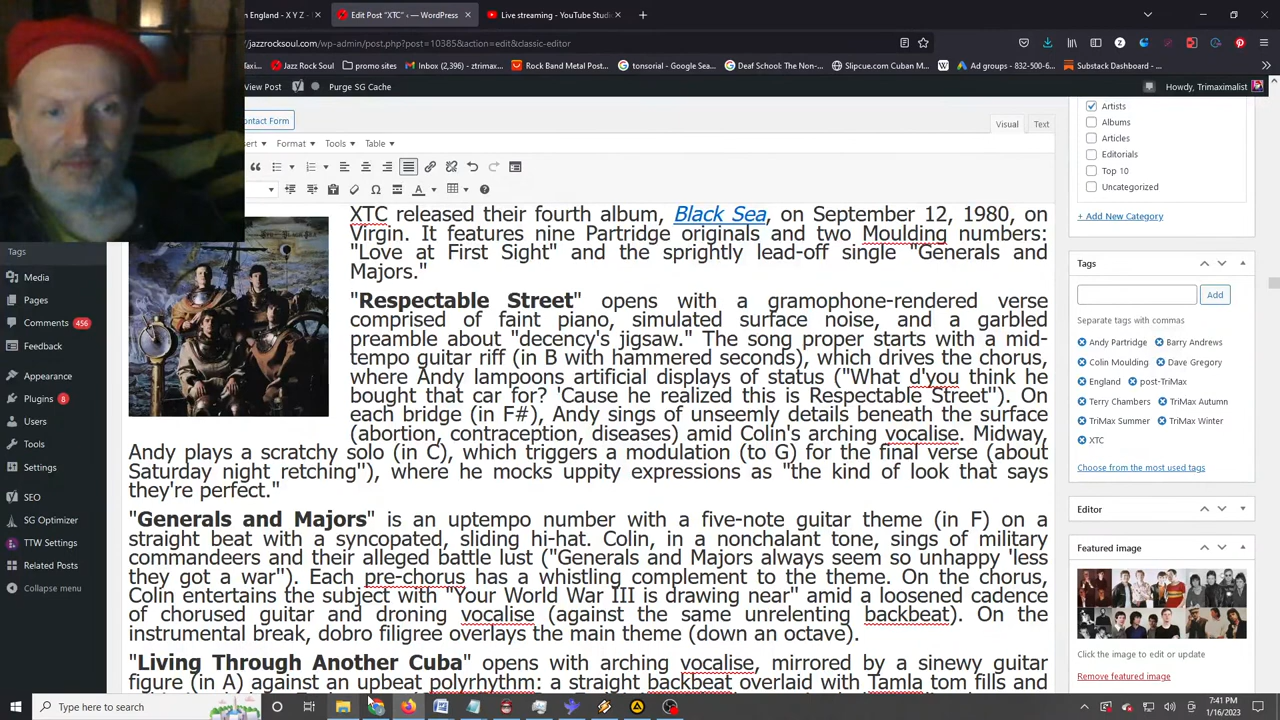 n England - X Y Z - T
Edit Post "XTC" ‹ — WordPress
Live streaming - YouTube Studio
jazzrocksoul.com/wp-admin/post.php?post=10385&action=edit&classic-editor
Taxi
Jazz Rock Soul
promo sites
Inbox (2,396) - ztrimax...
Rock Band Metal Post...
tonsorial - Google Sea...
Deaf School: The Non-...
Slipcue.com Cuban M...
Ad groups - 832-500-6...
Substack Dashboard - ...
View Post
Purge SG Cache
Howdy, Trimaximalist
ontact Form
Visual
Text
sert
Format
Tools
Table
XTC released their fourth album, Black Sea, on September 12, 1980, on
Virgin. It features nine Partridge originals and two Moulding numbers:
"Love at First Sight" and the sprightly lead-off single "Generals and
Majors."
"Respectable Street" opens with a gramophone-rendered verse
comprised of faint piano, simulated surface noise, and a garbled
preamble about "decency's jigsaw." The song proper starts with a mid-
tempo guitar riff (in B with hammered seconds), which drives the chorus,
where Andy lampoons artificial displays of status ("What d'you think he
bought that car for? 'Cause he realized this is Respectable Street"). On
each bridge (in F#), Andy sings of unseemly details beneath the surface
(abortion, contraception, diseases) amid Colin's arching vocalise. Midway,
Andy plays a scratchy solo (in C), which triggers a modulation (to G) for the final verse (about
Saturday night retching"), where he mocks uppity expressions as "the kind of look that says
they're perfect."
"Generals and Majors" is an uptempo number with a five-note guitar theme (in F) on a
straight beat with a syncopated, sliding hi-hat. Colin, in a nonchalant tone, sings of military
commandeers and their alleged battle lust ("Generals and Majors always seem so unhappy 'less
they got a war"). Each pre-chorus has a whistling complement to the theme. On the chorus,
Colin entertains the subject with "Your World War III is drawing near" amid a loosened cadence
of chorused guitar and droning vocalise (against the same unrelenting backbeat). On the
instrumental break, dobro filigree overlays the main theme (down an octave).
"Living Through Another Cuba" opens with arching vocalise, mirrored by a sinewy guitar
figure (in A) against an upbeat polyrhythm: a straight backbeat overlaid with Tamla tom fills and
Tags
Media
Pages
Comments 456
Feedback
Appearance
Plugins 8
Users
Tools
Settings
SEO
SG Optimizer
TTW Settings
Related Posts
Collapse menu
Artists
Albums
Articles
Editorials
Top 10
Uncategorized
+ Add New Category
Tags
Add
Separate tags with commas
Andy Partridge
Barry Andrews
Colin Moulding
Dave Gregory
England
post-TriMax
Terry Chambers
TriMax Autumn
TriMax Summer
TriMax Winter
XTC
Choose from the most used tags
Editor
Featured image
Click the image to edit or update
Remove featured image
Type here to search
7:41 PM
1/16/2023